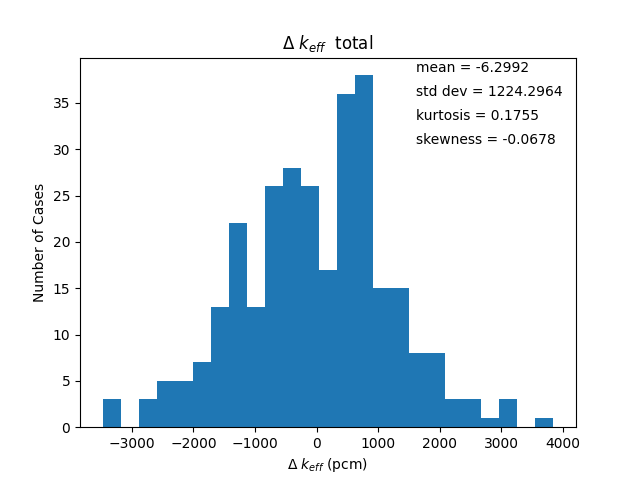 Δ k_eff total
mean = -6.2992
std dev = 1224.2964
kurtosis = 0.1755
skewness = -0.0678
Number of Cases
35
30
25
20
15
10
5
0
−3000 −2000 −1000 0 1000 2000 3000 4000
Δ k_eff (pcm)